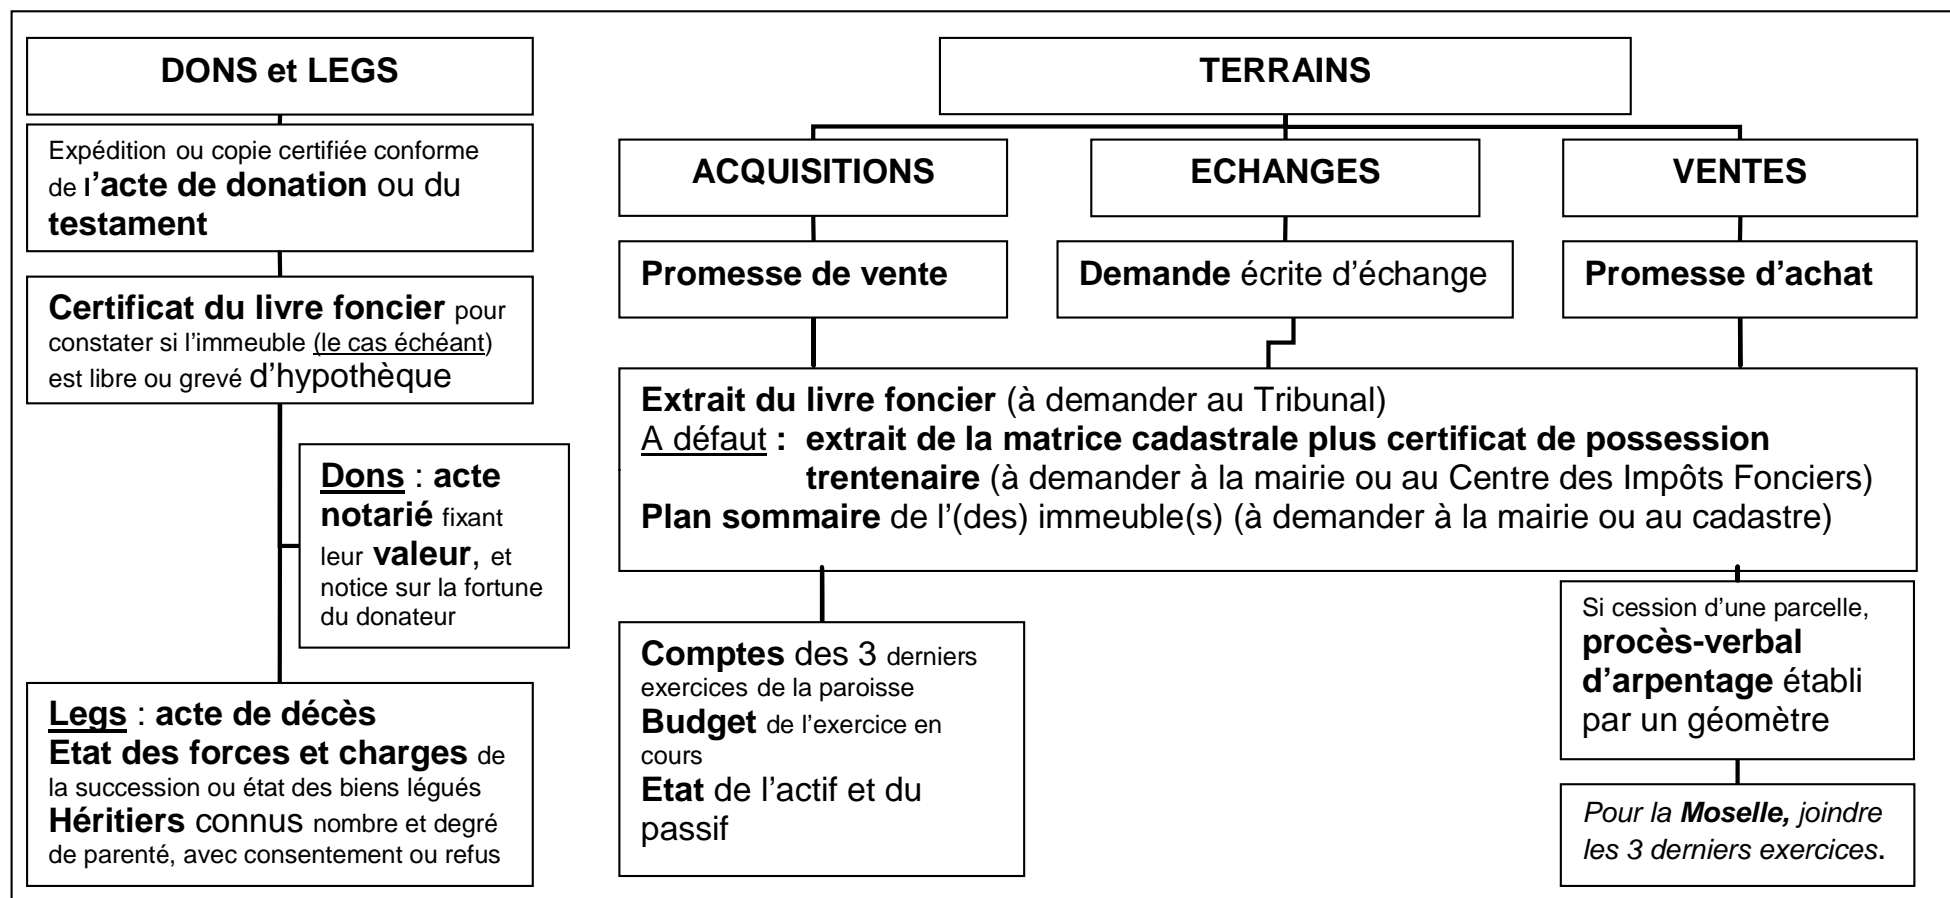 DONS et LEGS
Expédition ou copie certifiée conforme
de l'acte de donation ou du
testament
Certificat du livre foncier pour
constater si l'immeuble (le cas échéant)
est libre ou grevé d'hypothèque
Dons : acte
notarié fixant
leur valeur, et
notice sur la fortune
du donateur
Legs : acte de décès
Etat des forces et charges de
la succession ou état des biens légués
Héritiers connus nombre et degré
de parenté, avec consentement ou refus
TERRAINS
ACQUISITIONS
ECHANGES
VENTES
Promesse de vente
Demande écrite d'échange
Promesse d'achat
Extrait du livre foncier (à demander au Tribunal)
A défaut : extrait de la matrice cadastrale plus certificat de possession
trentenaire (à demander à la mairie ou au Centre des Impôts Fonciers)
Plan sommaire de l'(des) immeuble(s) (à demander à la mairie ou au cadastre)
Comptes des 3 derniers
exercices de la paroisse
Budget de l'exercice en
cours
Etat de l'actif et du
passif
Si cession d'une parcelle,
procès-verbal
d'arpentage établi
par un géomètre
Pour la Moselle, joindre
les 3 derniers exercices.